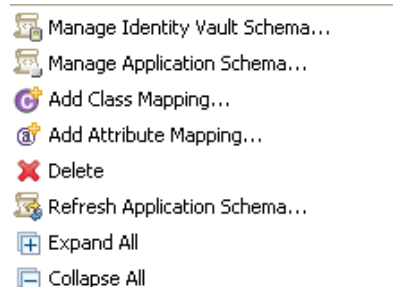 Manage Identity Vault Schema...
Manage Application Schema...
Add Class Mapping...
Add Attribute Mapping...
Delete
Refresh Application Schema...
Expand All
Collapse All